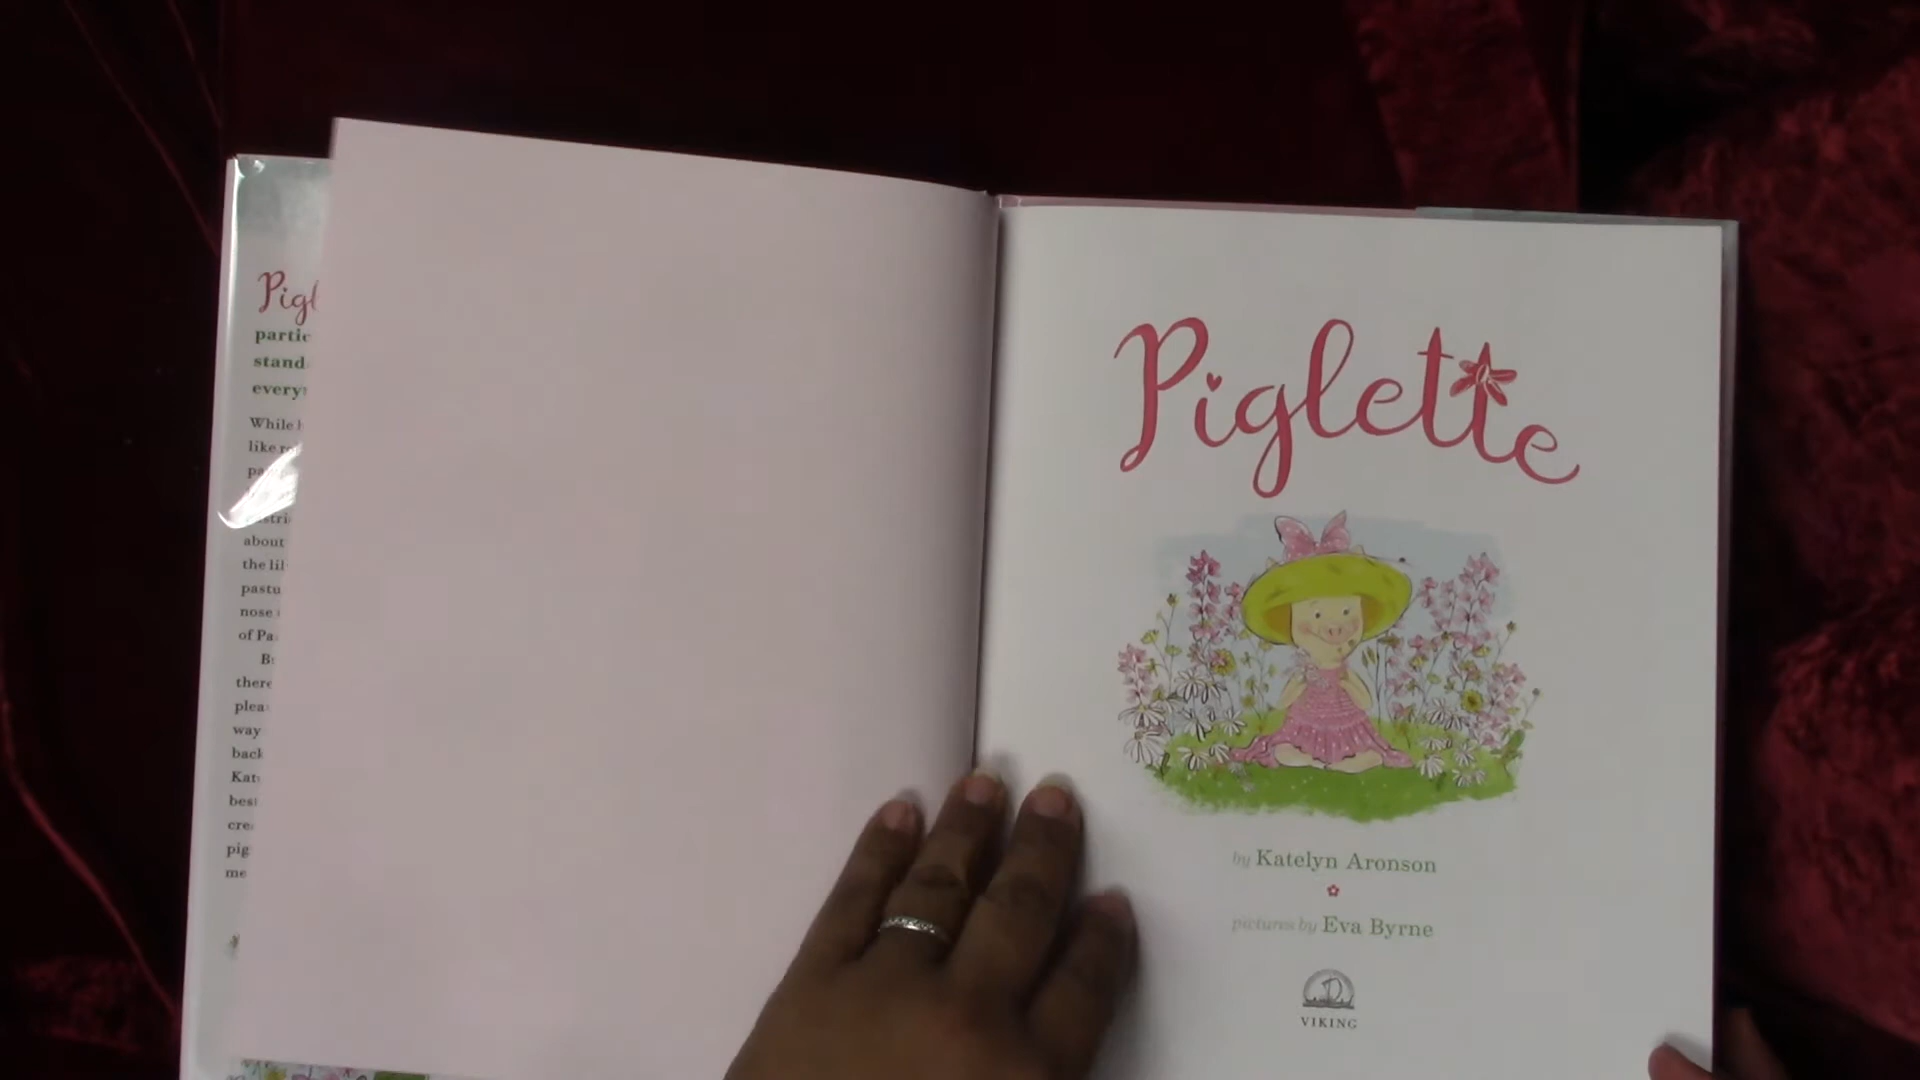 Pigl
partic
stand
every
While h
like
about
the lil
pastu
nose
of Pa
there
plea
way
back
Kat
best
cre
pig
me
Piglette
by Katelyn Aronson
pictures by Eva Byrne
VIKING